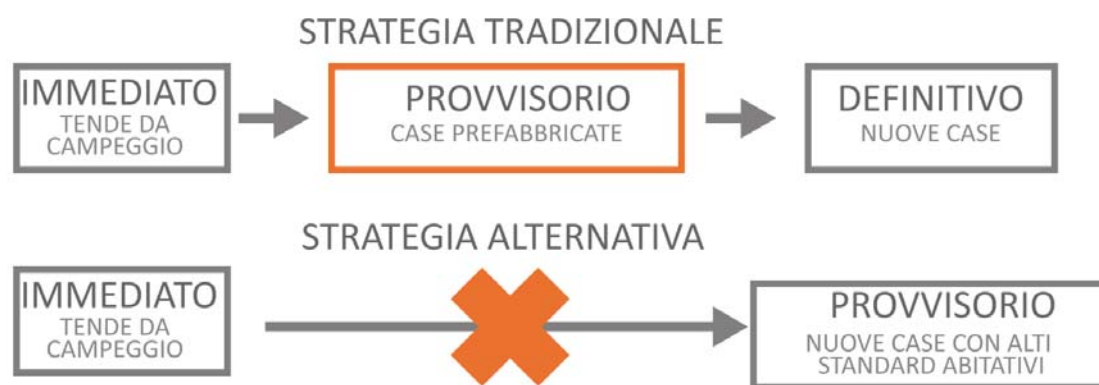 STRATEGIA TRADIZIONALE
IMMEDIATO
TENDE DA
CAMPEGGIO
PROVVISORIO
CASE PREFABBRICATE
DEFINITIVO
NUOVE CASE
STRATEGIA ALTERNATIVA
IMMEDIATO
TENDE DA
CAMPEGGIO
PROVVISORIO
NUOVE CASE CON ALTI
STANDARD ABITATIVI